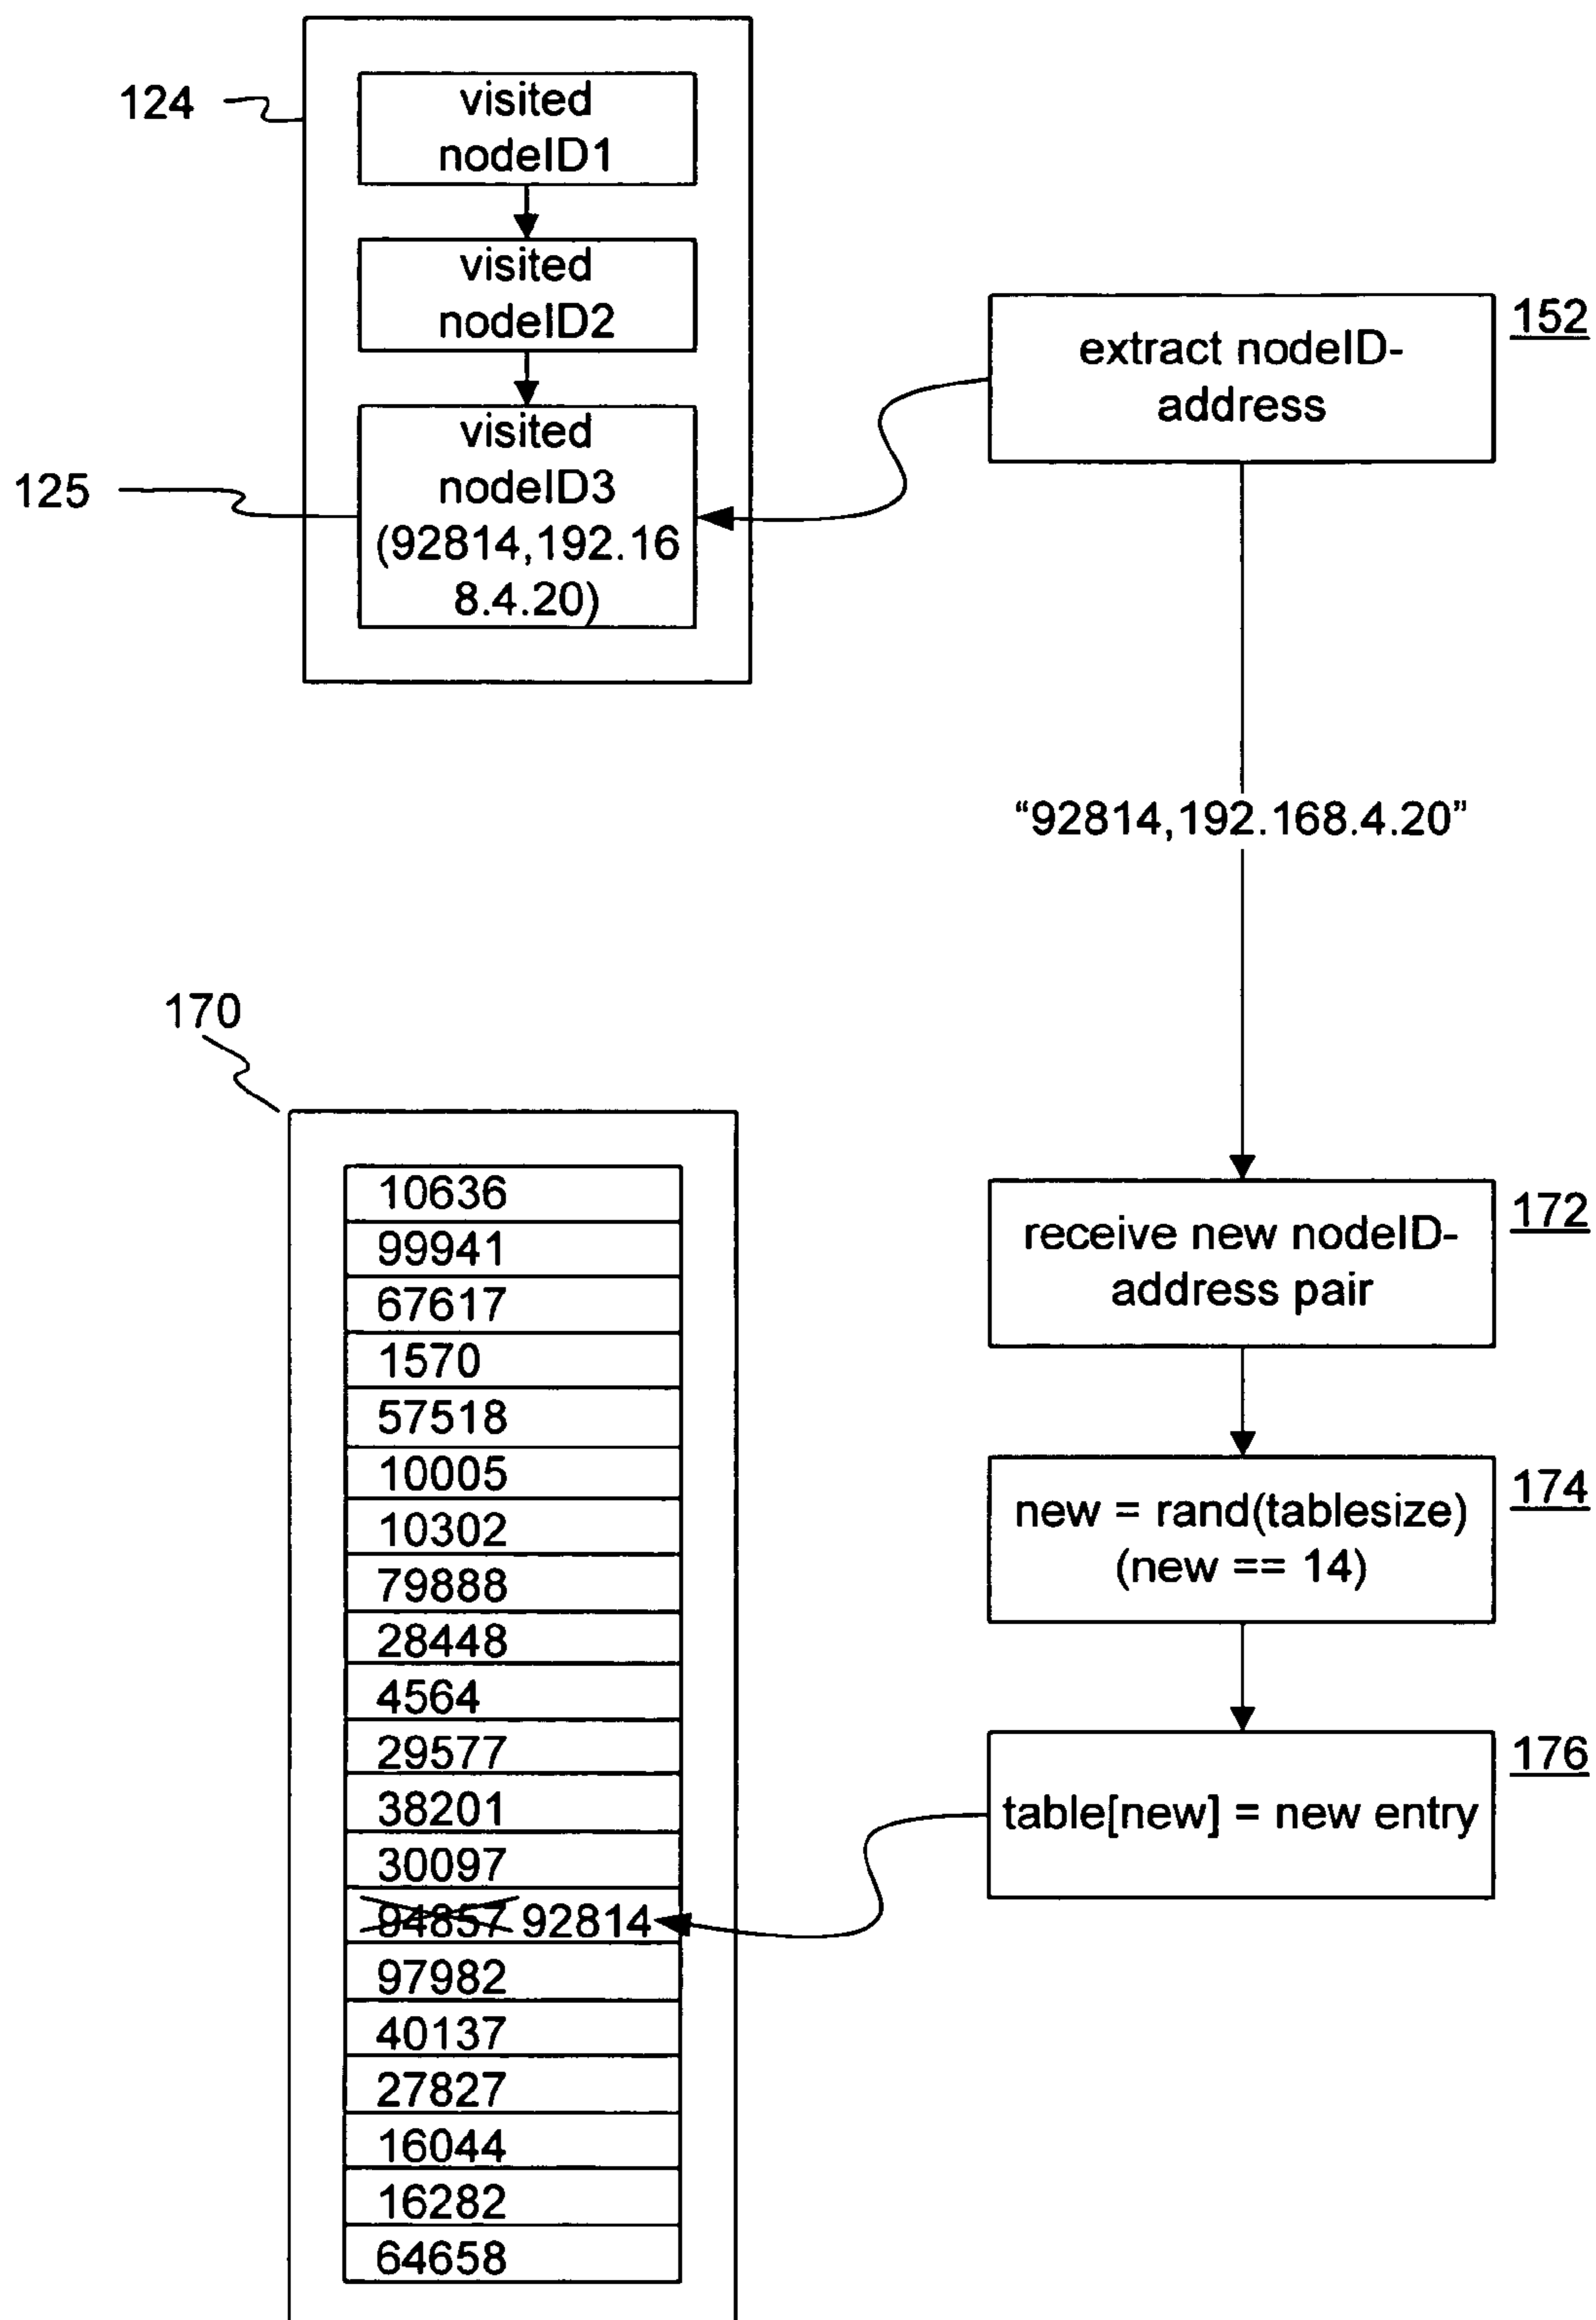 124
visited
nodeID1
visited
nodeID2
125
visited
nodeID3
(92814,192.16
8.4.20)
extract nodeID-
address
152
“92814,192.168.4.20”
170
10636
99941
67617
1570
57518
10005
10302
79888
28448
4564
29577
38201
30097
94857 92814
97982
40137
27827
16044
16282
64658
receive new nodeID-
address pair
172
new = rand(tablesize)
(new == 14)
174
table[new] = new entry
176